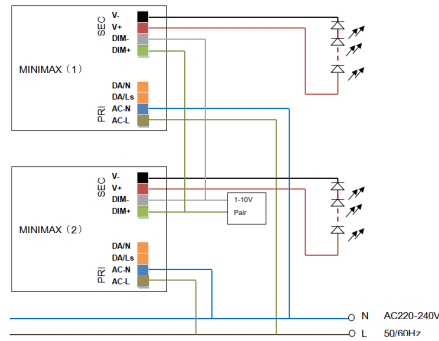 SEC
V-
V+
DIM-
DIM+
MINIMAX（1）
DA/N
DA/Ls
AC-N
AC-L
PRI
SEC
V-
V+
DIM-
DIM+
1-10V
Pair
MINIMAX（2）
DA/N
DA/Ls
AC-N
AC-L
PRI
N AC220-240V
L 50/60Hz